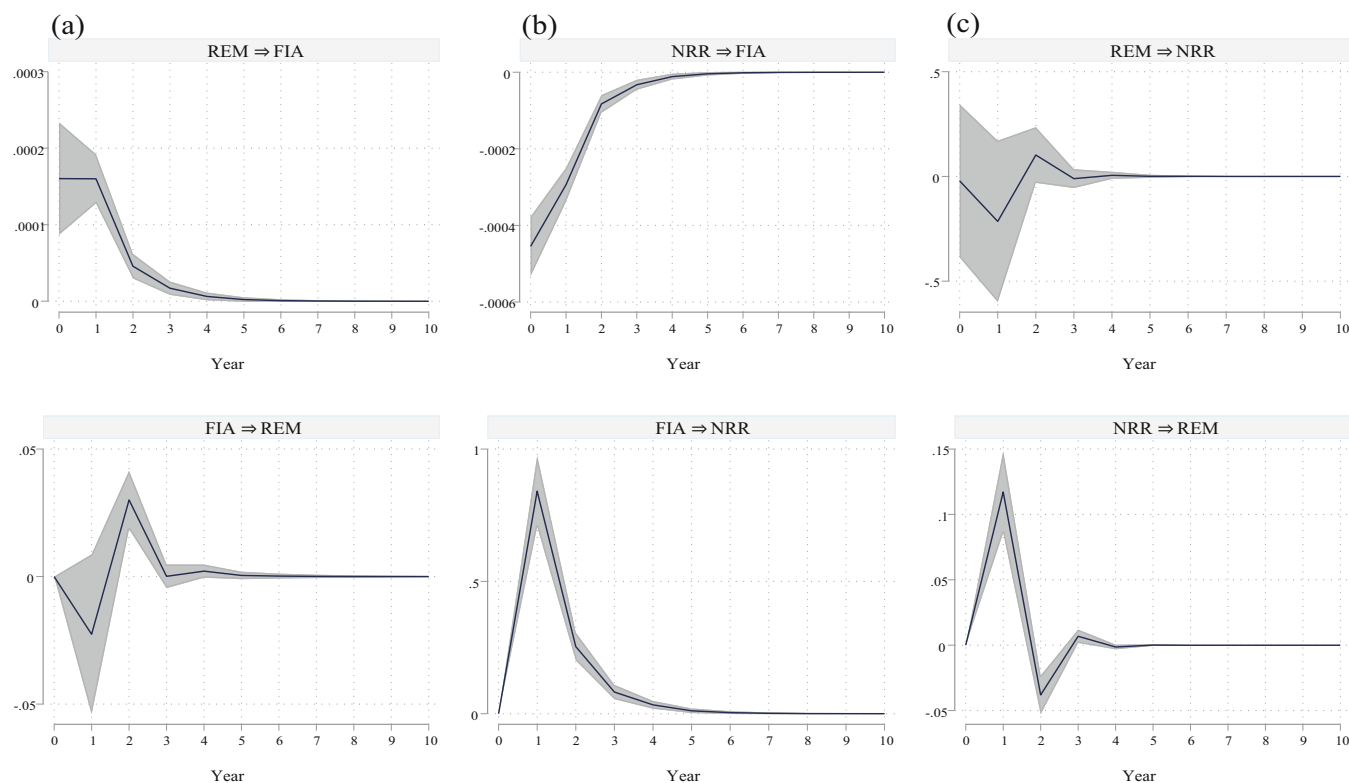 (a)
REM ⇒ FIA
.0003
.0002
.0001
0
0 1 2 3 4 5 6 7 8 9 10
Year
(b)
NRR ⇒ FIA
0
-.0002
-.0004
-.0006
0 1 2 3 4 5 6 7 8 9 10
Year
(c)
REM ⇒ NRR
.5
0
-.5
0 1 2 3 4 5 6 7 8 9 10
Year
FIA ⇒ REM
.05
0
-.05
0 1 2 3 4 5 6 7 8 9 10
Year
FIA ⇒ NRR
1
.5
0
0 1 2 3 4 5 6 7 8 9 10
Year
NRR ⇒ REM
.15
.1
.05
0
-.05
0 1 2 3 4 5 6 7 8 9 10
Year